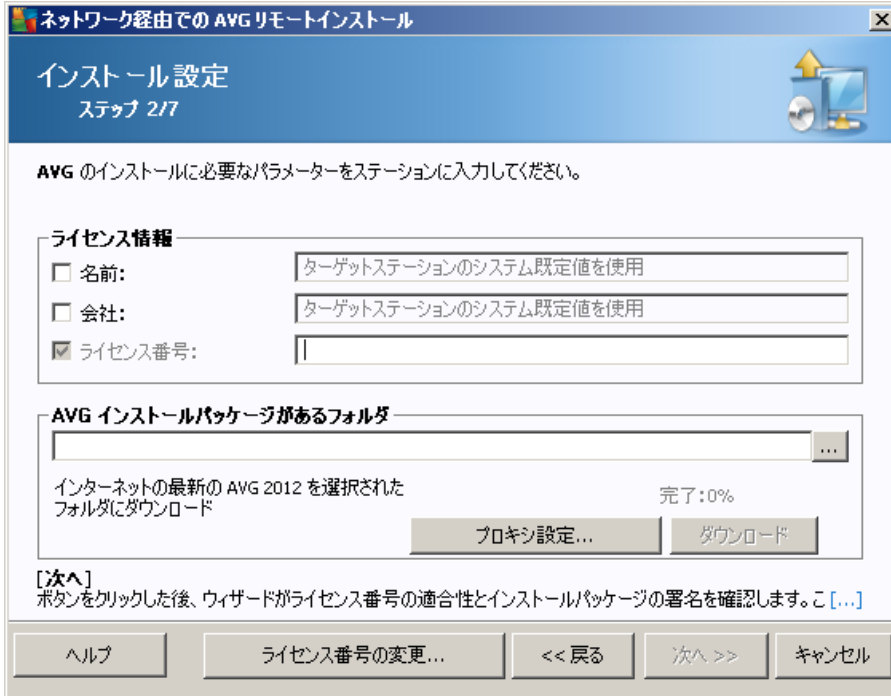 ネットワーク経由での AVG リモートインストール
インストール設定
ステップ 2/7
AVG のインストールに必要なパラメーターをステーションに入力してください。
ライセンス情報
名前:
ターゲットステーションのシステム既定値を使用
会社:
ターゲットステーションのシステム既定値を使用
ライセンス番号:
AVG インストールパッケージがあるフォルダ
...
インターネットの最新の AVG 2012 を選択された
フォルダにダウンロード
完了:0%
プロキシ設定...
ダウンロード
[次へ]
ボタンをクリックした後、ウィザードがライセンス番号の適合性とインストールパッケージの署名を確認します。こ [...]
ヘルプ
ライセンス番号の変更...
<< 戻る
次へ >>
キャンセル